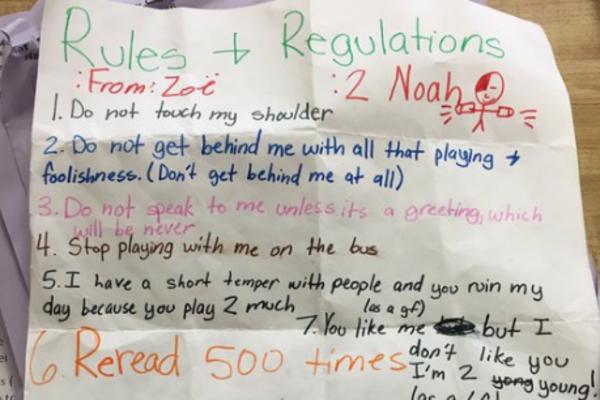 Rules + Regulations
:From: Zoë :2 Noah
1. Do not touch my shoulder
2. Do not get behind me with all that playing +
foolishness. (Don't get behind me at all)
3. Do not speak to me unless its a greeting, which
will be never
4. Stop playing with me on the bus
5. I have a short temper with people and you ruin my
day because you play 2 much
6. Reread 500 times
(as a gf)
7. You like me but I
don't like you
I'm 2 yong young!
(as a